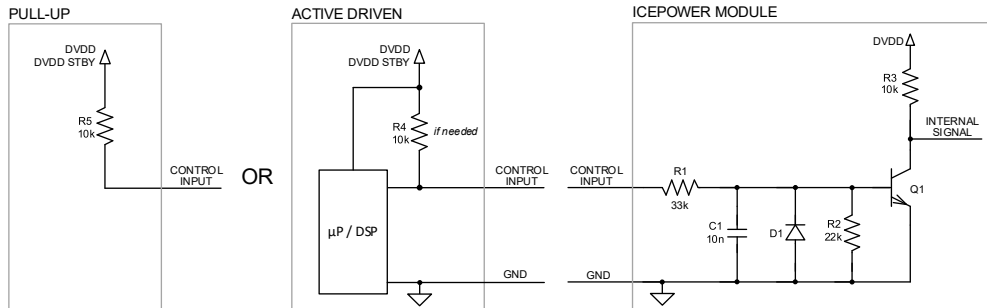 PULL-UP
DVDD
DVDD STBY
R5
10k
CONTROL
INPUT
OR
ACTIVE DRIVEN
DVDD
DVDD STBY
R4
10k
if needed
µP / DSP
CONTROL
INPUT
GND
ICEPOWER MODULE
CONTROL
INPUT
GND
R1
33k
C1
10n
D1
R2
22k
DVDD
R3
10k
INTERNAL
SIGNAL
Q1